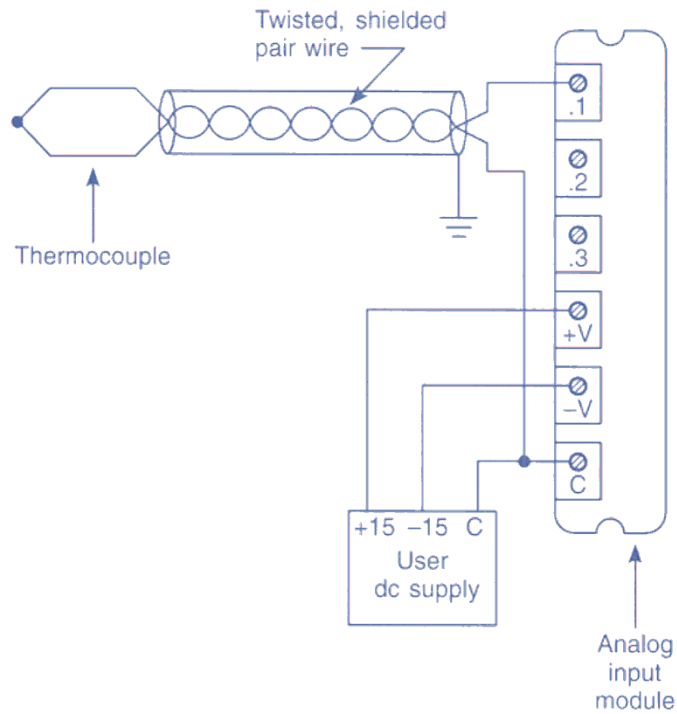 Twisted, shielded
pair wire
.1
.2
Thermocouple
.3
+V
−V
C
+15 −15 C
User
dc supply
Analog
input
module